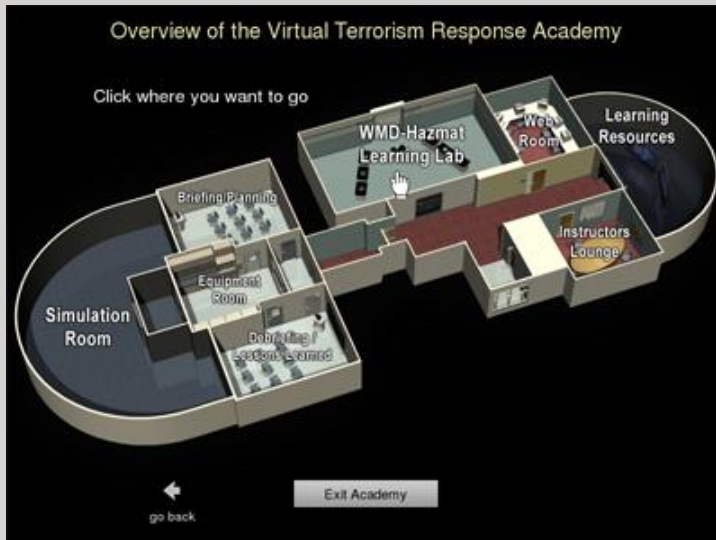 Overview of the Virtual Terrorism Response Academy
Click where you want to go
WMD-Hazmat
Learning Lab
Web
Room
Learning
Resources
Briefing Planning
Instructors
Lounge
Equipment
Room
Simulation
Room
Debriefing /
Lessons Learned
go back
Exit Academy